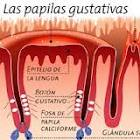 Las papilas gustativas
EPITELIO DE
LA LENGUA
BOTÓN
GUSTATIVO
FOSA DE
PAPILA
CALCIFORME
GLÁNDULA S